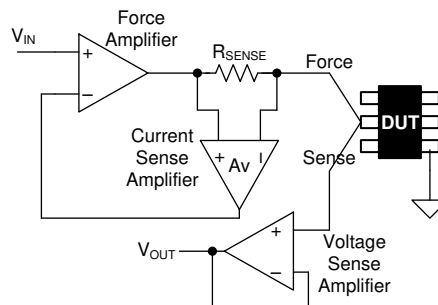 Force
Amplifier
VIN
+
−
RSENSE
Force
DUT
Current
Sense
Amplifier
+ −
Av
Sense
VOUT
+
−
Voltage
Sense
Amplifier